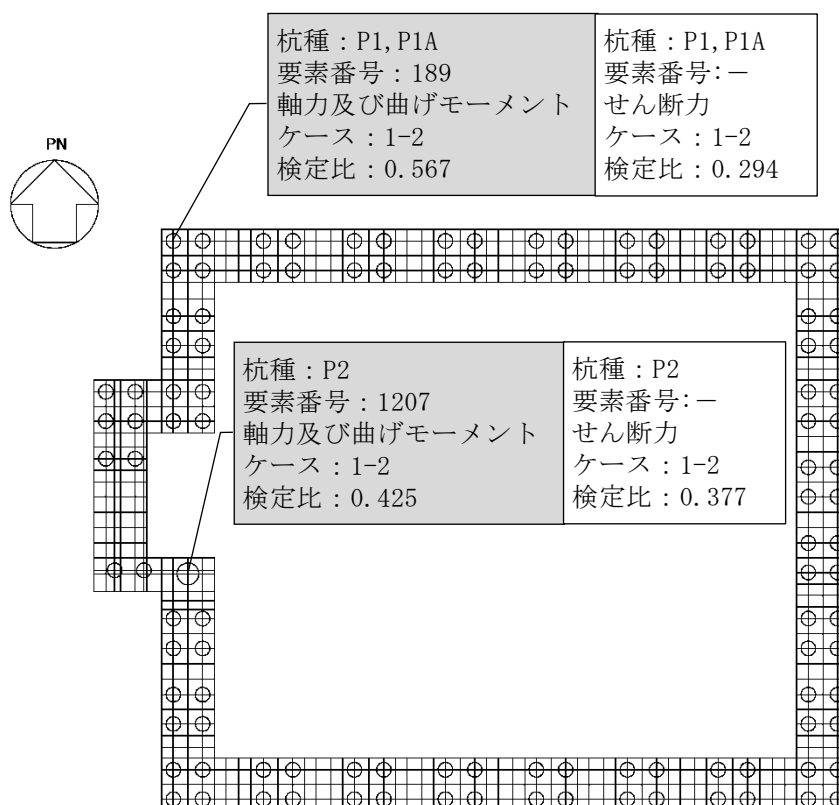 杭種：P1,P1A
要素番号：189
軸力及び曲げモーメント
ケース：1-2
検定比：0.567
杭種：P1,P1A
要素番号:－
せん断力
ケース：1-2
検定比：0.294
PN
杭種：P2
要素番号：1207
軸力及び曲げモーメント
ケース：1-2
検定比：0.425
杭種：P2
要素番号:－
せん断力
ケース：1-2
検定比：0.377